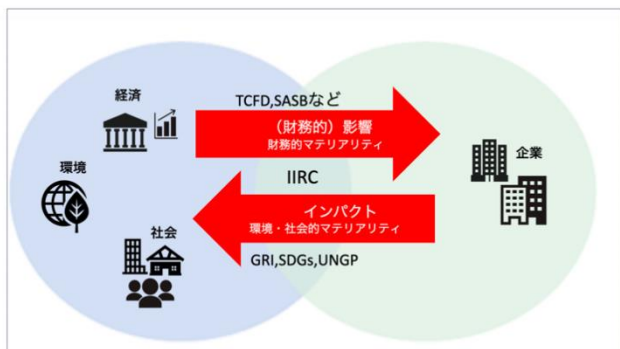 経済
TCFD,SASBなど
（財務的）影響
財務的マテリアリティ
企業
環境
IIRC
インパクト
環境・社会的マテリアリティ
社会
GRI,SDGs,UNGP